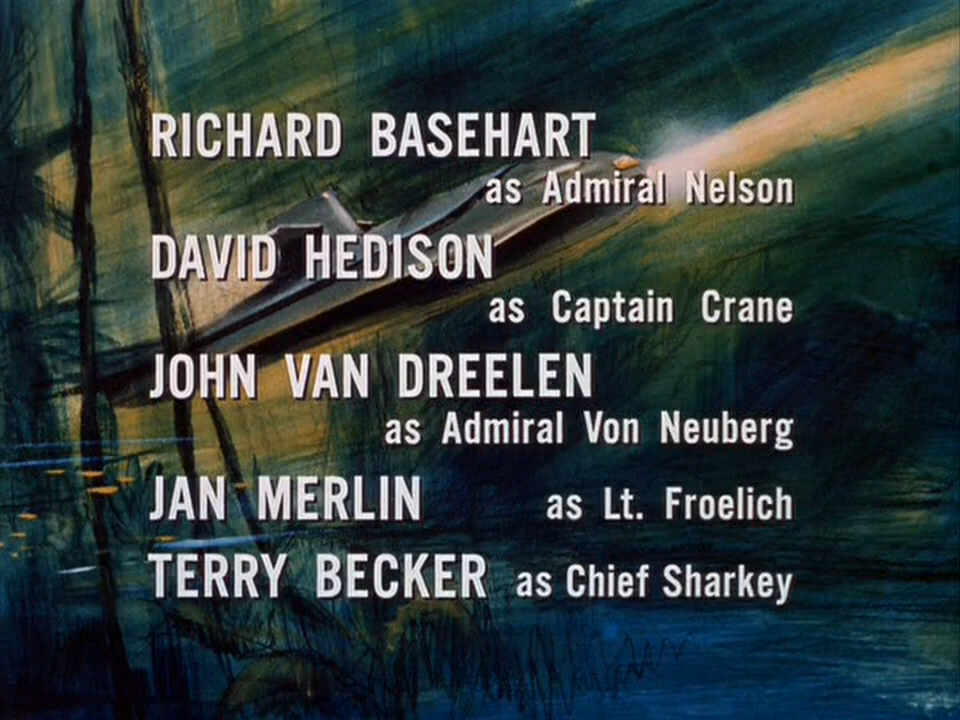 RICHARD BASEHART
as Admiral Nelson
DAVID HEDISON
as Captain Crane
JOHN VAN DREELEN
as Admiral Von Neuberg
JAN MERLIN as Lt. Froelich
TERRY BECKER as Chief Sharkey